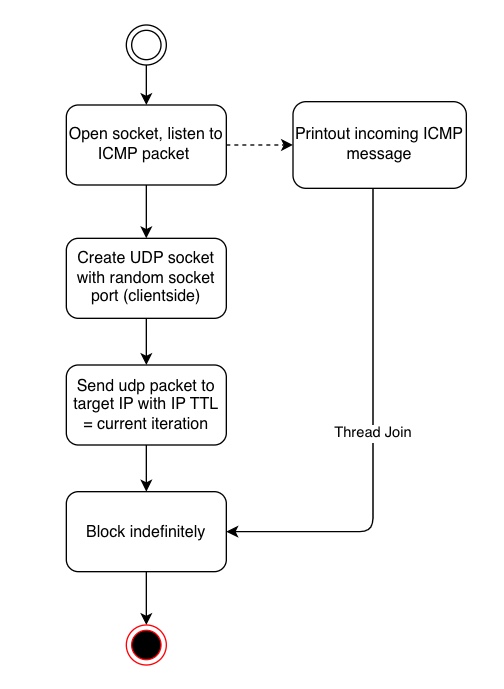 Open socket, listen to
ICMP packet
Printout incoming ICMP
message
Create UDP socket
with random socket
port (clientside)
Send udp packet to
target IP with IP TTL
= current iteration
Thread Join
Block indefinitely